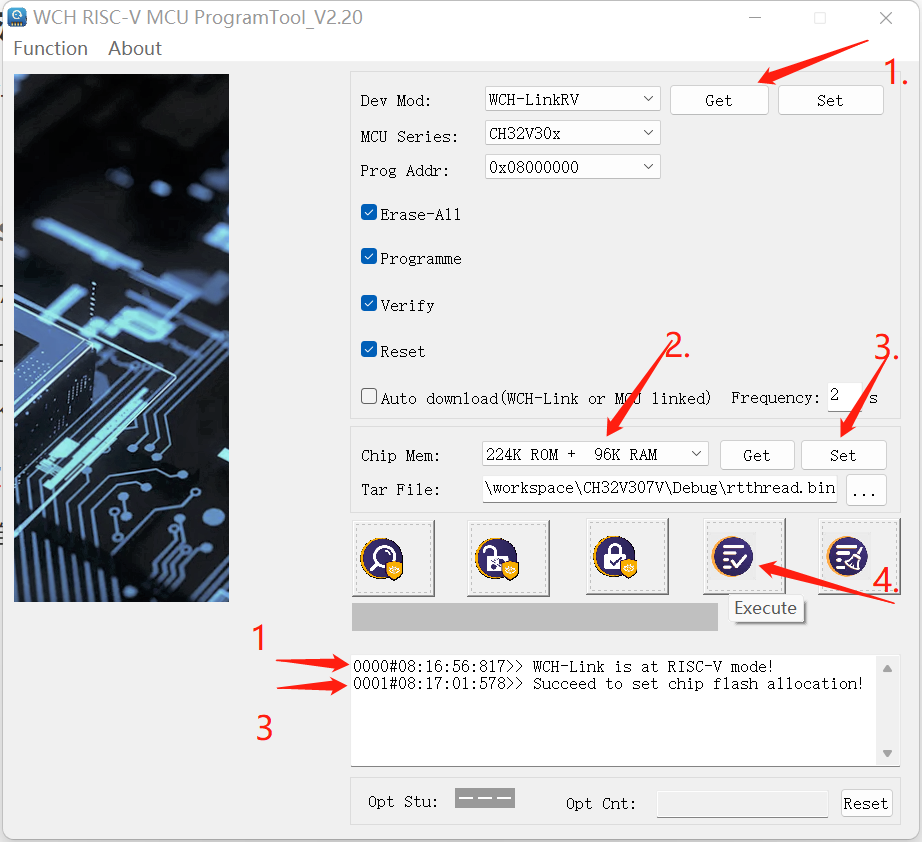 WCH RISC-V MCU ProgramTool_V2.20
Function About
1.
Dev Mod: WCH-LinkRV Get Set
MCU Series: CH32V30x
Prog Addr: 0x08000000
Erase-All
Programme
Verify
Reset
2.
3.
Auto download(WCH-Link or MCU linked) Frequency: 2 s
Chip Mem: 224K ROM + 96K RAM Get Set
Tar File: \workspace\CH32V307V\Debug\rtthread.bin ...
4.
Execute
1
0000#08:16:56:817>> WCH-Link is at RISC-V mode!
0001#08:17:01:578>> Succeed to set chip flash allocation!
3
Opt Stu: Opt Cnt: Reset